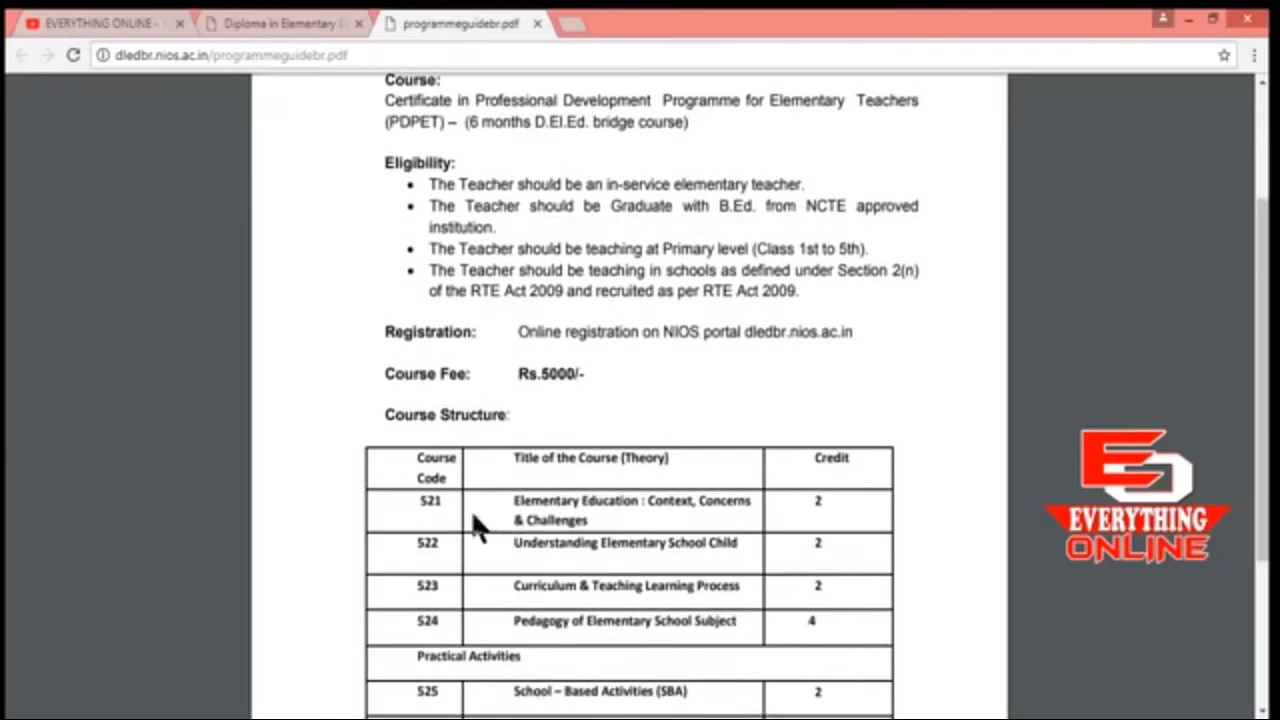 EVERYTHING ONLINE -
Diploma in Elementary E
programmeguidebr.pdf
dledbr.nios.ac.in/programmeguidebr.pdf
Course:
Certificate in Professional Development Programme for Elementary Teachers
(PDPET) – (6 months D.El.Ed. bridge course)
Eligibility:
• The Teacher should be an in-service elementary teacher.
• The Teacher should be Graduate with B.Ed. from NCTE approved
institution.
• The Teacher should be teaching at Primary level (Class 1st to 5th).
• The Teacher should be teaching in schools as defined under Section 2(n)
of the RTE Act 2009 and recruited as per RTE Act 2009.
Registration: Online registration on NIOS portal dledbr.nios.ac.in
Course Fee: Rs.5000/-
Course Structure:
Course Title of the Course (Theory) Credit
Code
521 Elementary Education : Context, Concerns 2
& Challenges
522 Understanding Elementary School Child 2
523 Curriculum & Teaching Learning Process 2
524 Pedagogy of Elementary School Subject 4
Practical Activities
525 School – Based Activities (SBA) 2
EO
EVERYTHING
ONLINE